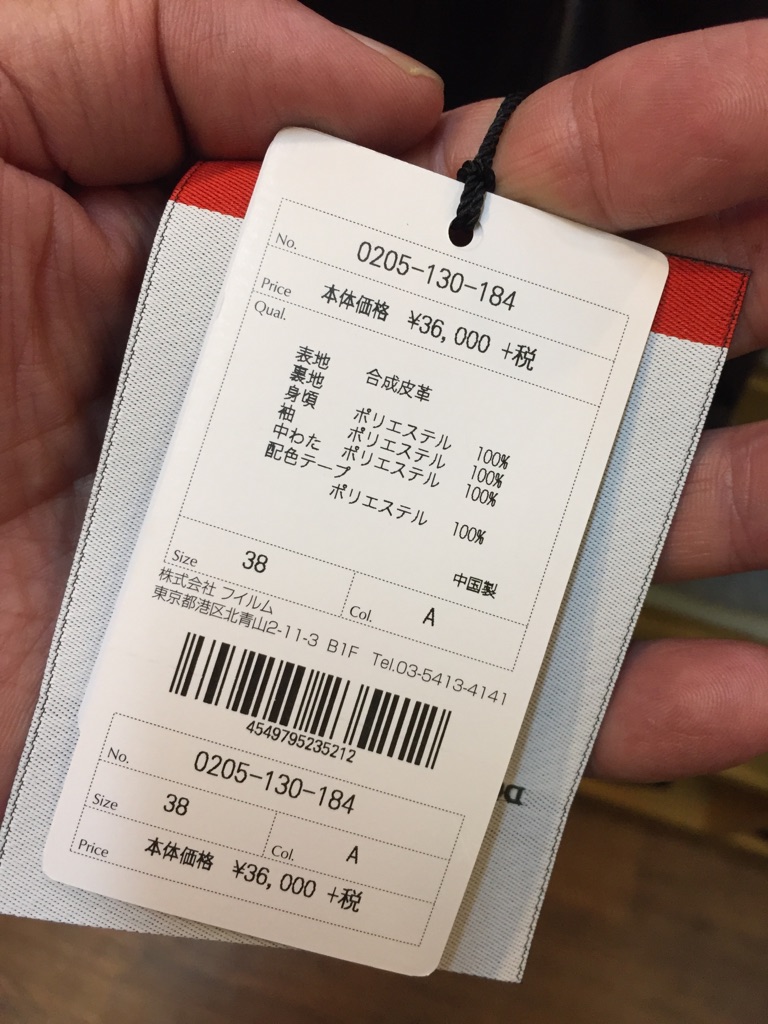 No. 0205-130-184
Price 本体価格 ¥36,000 +税
Qual.
表地 合成皮革
裏地
身頃 ポリエステル 100%
袖 ポリエステル 100%
中わた ポリエステル 100%
配色テープ
ポリエステル 100%
中国製
Size 38 Col. A
株式会社 フイルム
東京都港区北青山2-11-3 B1F Tel.03-5413-4141
4549795235212
No. 0205-130-184
Size 38 Col. A
Price 本体価格 ¥36,000 +税